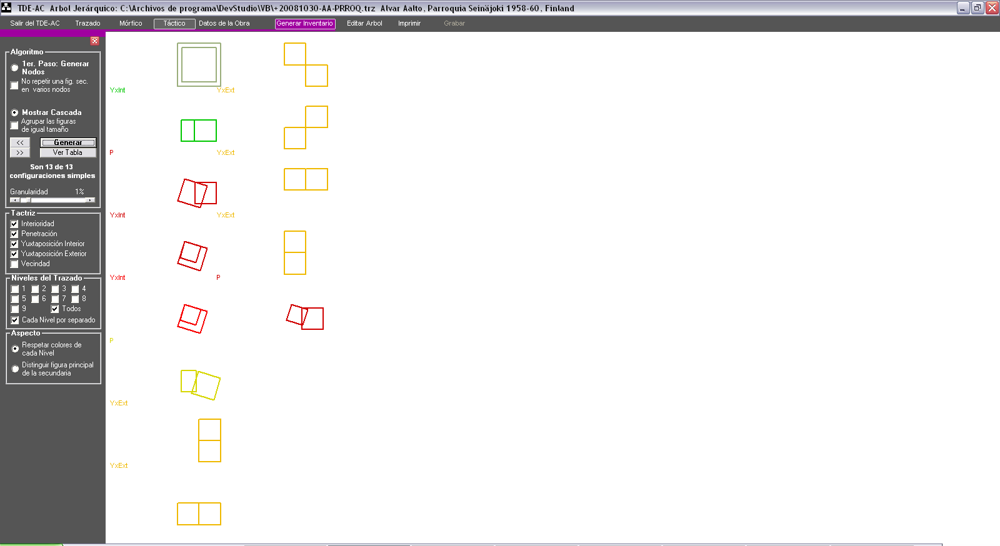 TDE-AC Arbol Jerárquico: C:\Archivos de programa\DevStudio\VB\+20081030-AA-PRROQ.trz Alvar Aalto, Parroquia Seinäjoki 1958-60, Finland
Salir del TDE-AC Trazado Mórfico Táctico Datos de la Obra Generar Inventario Editar Arbol Imprimir Grabar
Algoritmo
1er. Paso: Generar
Nodos
No repetir una fig. sec.
en varios nodos
Mostrar Cascada
Agrupar las figuras
de igual tamaño
<< Generar
>> Ver Tabla
Son 13 de 13
configuraciones simples
Granularidad 1%
Tactriz
Interioridad
Penetración
Yuxtaposición Interior
Yuxtaposición Exterior
Vecindad
Niveles del Trazado
1 2 3 4
5 6 7 8
9 Todos
Cada Nivel por separado
Aspecto
Respetar colores de
cada Nivel
Distinguir figura principal
de la secundaria
YxInt YxExt
P YxExt
YxInt YxExt
YxInt P
P
YxExt
YxExt